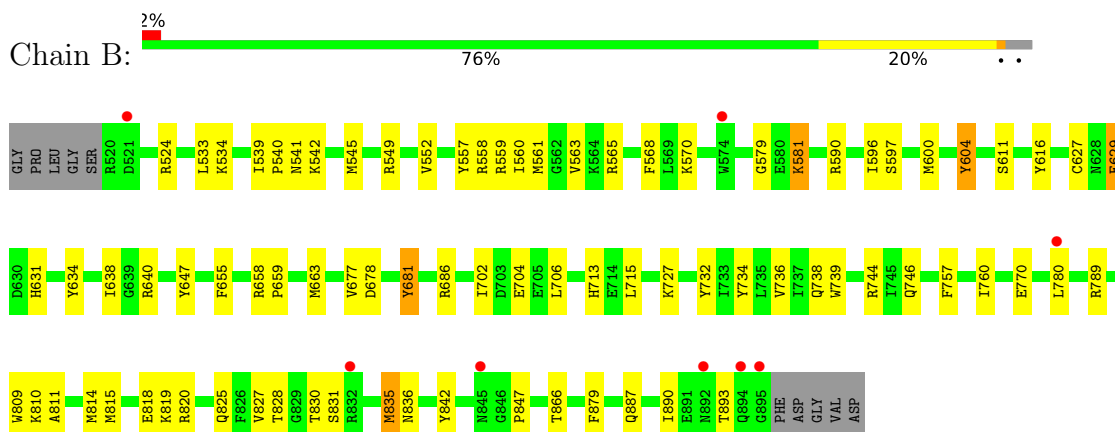 2%
Chain B:
76% 20% • •
GLY PRO LEU GLY SER R520 D521 R524 L533 K534 I539 P540 N541 K542 M545 R549 V552 Y557 R558 R559 I560 M561 G562 V563 K564 R565 F568 L569 K570 W574 G579 E580 K581 R590 I596 S597 M600 Y604 S611 Y616 C627 N628 E629
D630 H631 Y634 I638 G639 R640 Y647 F655 R658 P659 M663 V677 D678 Y681 R686 I702 D703 E704 E705 L706 H713 E714 L715 K727 Y732 I733 Y734 L735 V736 I737 Q738 W739 R744 I745 Q746 F757 I760 E770 L780 R789
W809 K810 A811 M814 M815 E818 K819 R820 Q825 F826 V827 T828 G829 T830 S831 R832 M835 N836 Y842 N845 G846 P847 T866 F879 Q887 I890 E891 N892 T893 Q894 G895 PHE ASP GLY VAL ASP